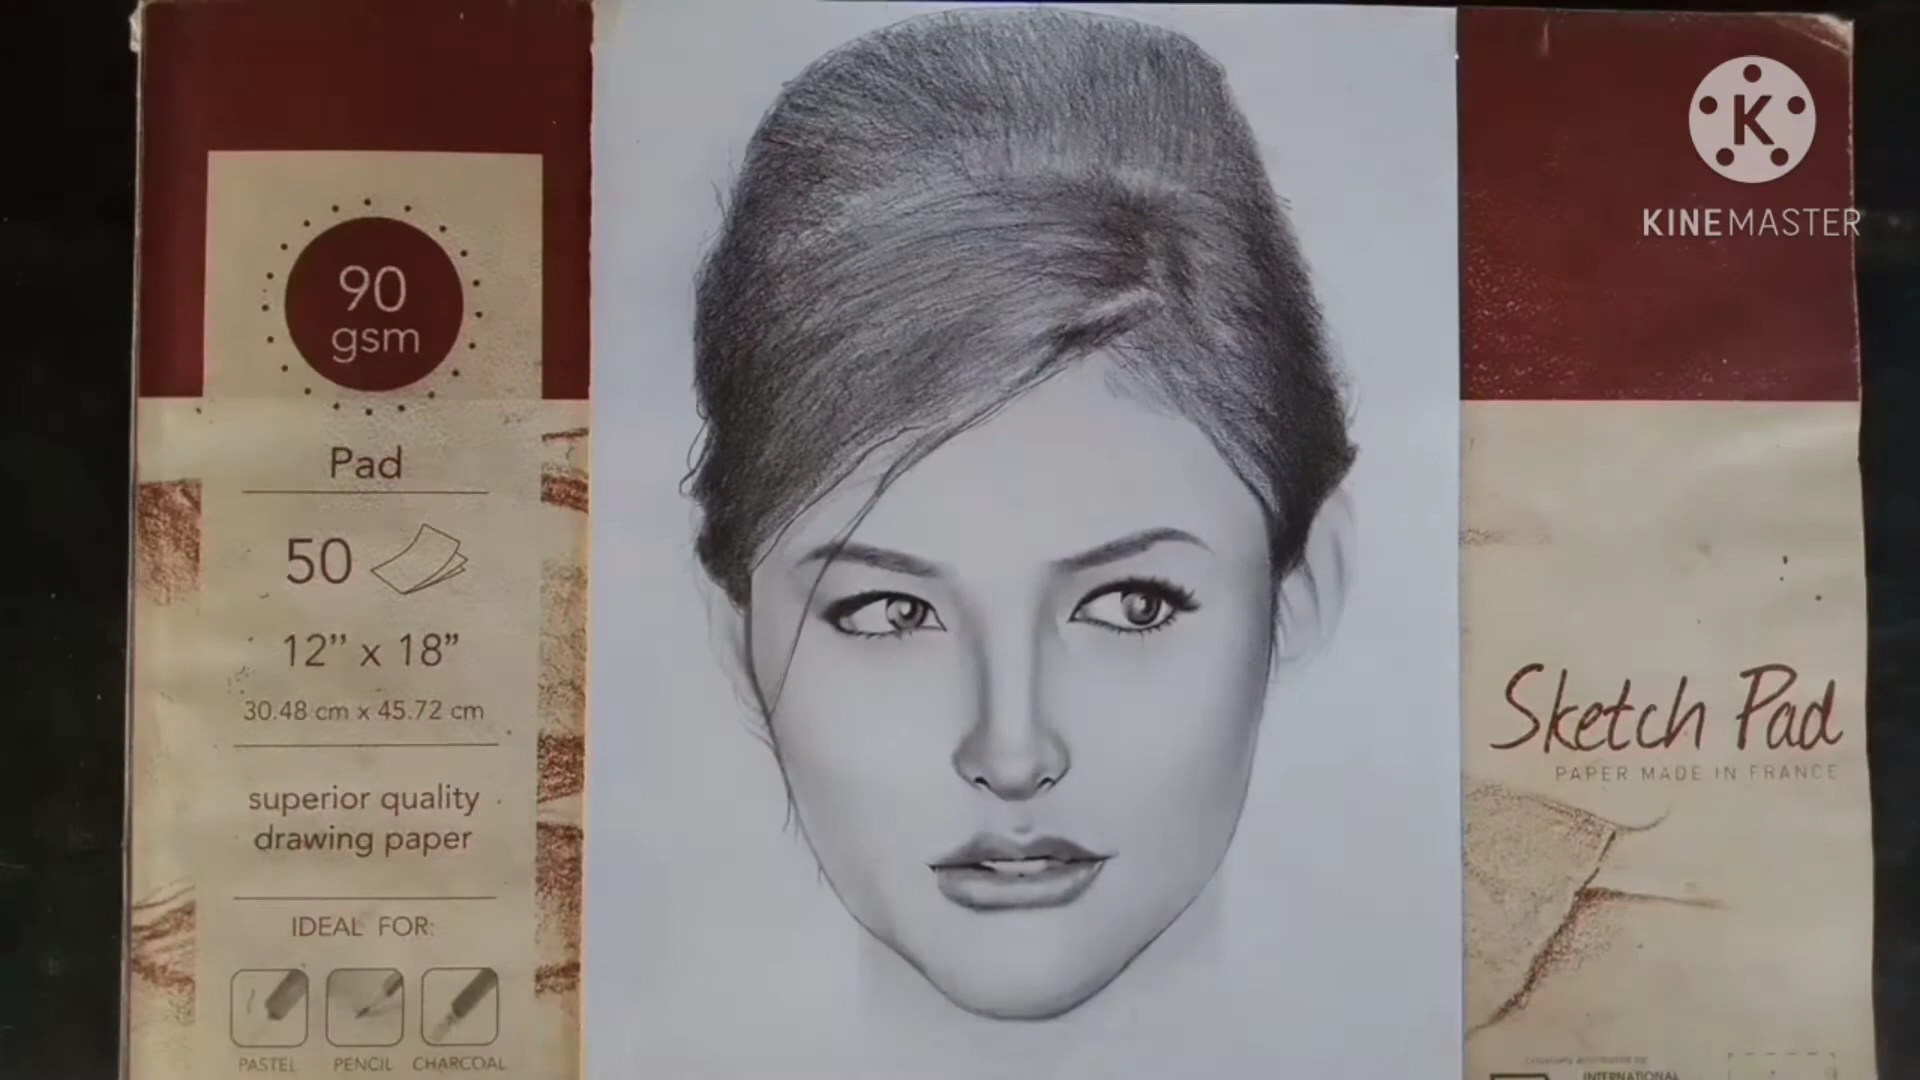 90
gsm
Pad
50
12” x 18”
30.48 cm x 45.72 cm
superior quality
drawing paper
IDEAL FOR:
PASTEL PENCIL CHARCOAL
K
KINEMASTER
Sketch Pad
PAPER MADE IN FRANCE
INTERNATIONAL